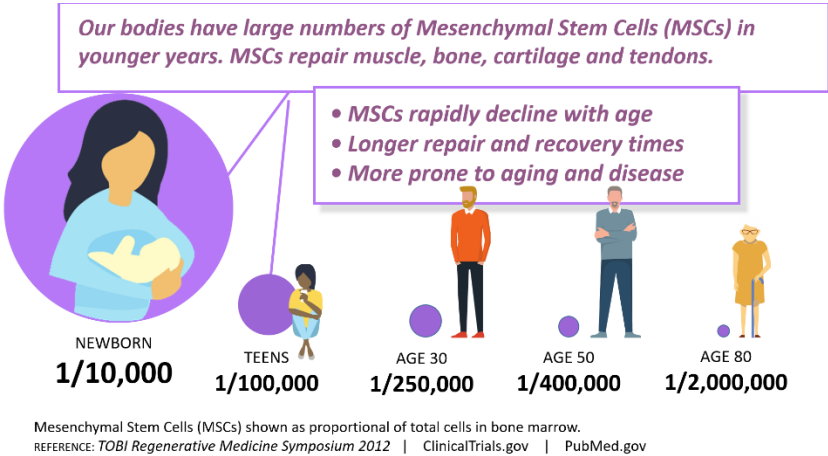 Our bodies have large numbers of Mesenchymal Stem Cells (MSCs) in
younger years. MSCs repair muscle, bone, cartilage and tendons.
• MSCs rapidly decline with age
• Longer repair and recovery times
• More prone to aging and disease
NEWBORN
1/10,000
TEENS
1/100,000
AGE 30
1/250,000
AGE 50
1/400,000
AGE 80
1/2,000,000
Mesenchymal Stem Cells (MSCs) shown as proportional of total cells in bone marrow.
REFERENCE: TOBI Regenerative Medicine Symposium 2012 | ClinicalTrials.gov | PubMed.gov